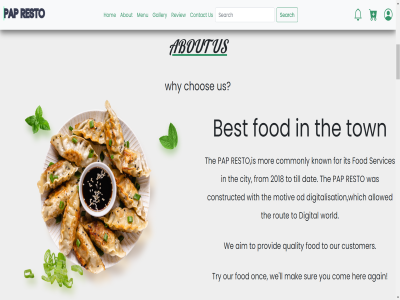 PAP RESTO
Home About Menu Gallery Review Contact Us Search Search
ABOUT US
why choose us?
Best food in the town
The PAP RESTO,is more commonly known for its Food Services
in the city, from 2018 to till date. The PAP RESTO was
constructed with the motive od digitalisation,which allowed
the route to Digital world.
We aim to provide quality food to our customers.
Try our food once, we'll make sure you come here again!